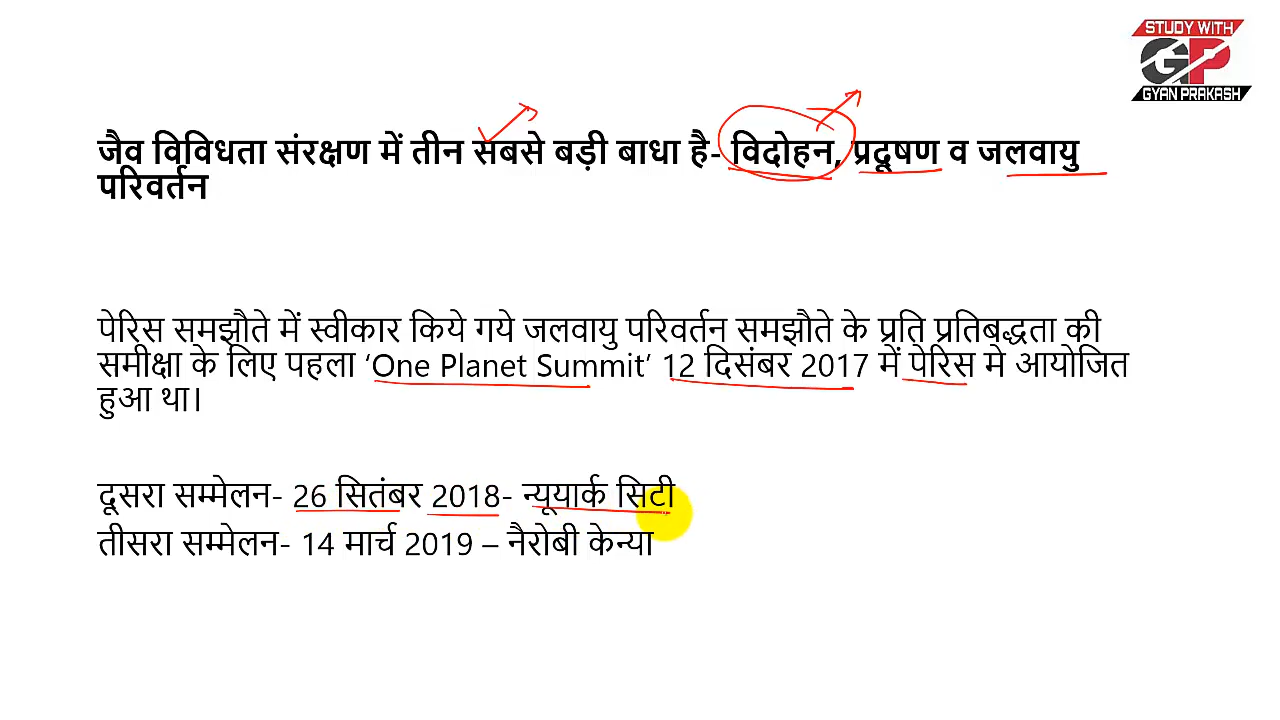 STUDY WITH
GP
GYAN PRAKASH
जैव विविधता संरक्षण में तीन सबसे बड़ी बाधा है- विदोहन, प्रदूषण व जलवायु
परिवर्तन
पेरिस समझौते में स्वीकार किये गये जलवायु परिवर्तन समझौते के प्रति प्रतिबद्धता की
समीक्षा के लिए पहला ‘One Planet Summit’ 12 दिसंबर 2017 में पेरिस मे आयोजित
हुआ था।
दूसरा सम्मेलन- 26 सितंबर 2018- न्यूयार्क सिटी
तीसरा सम्मेलन- 14 मार्च 2019 – नैरोबी केन्या